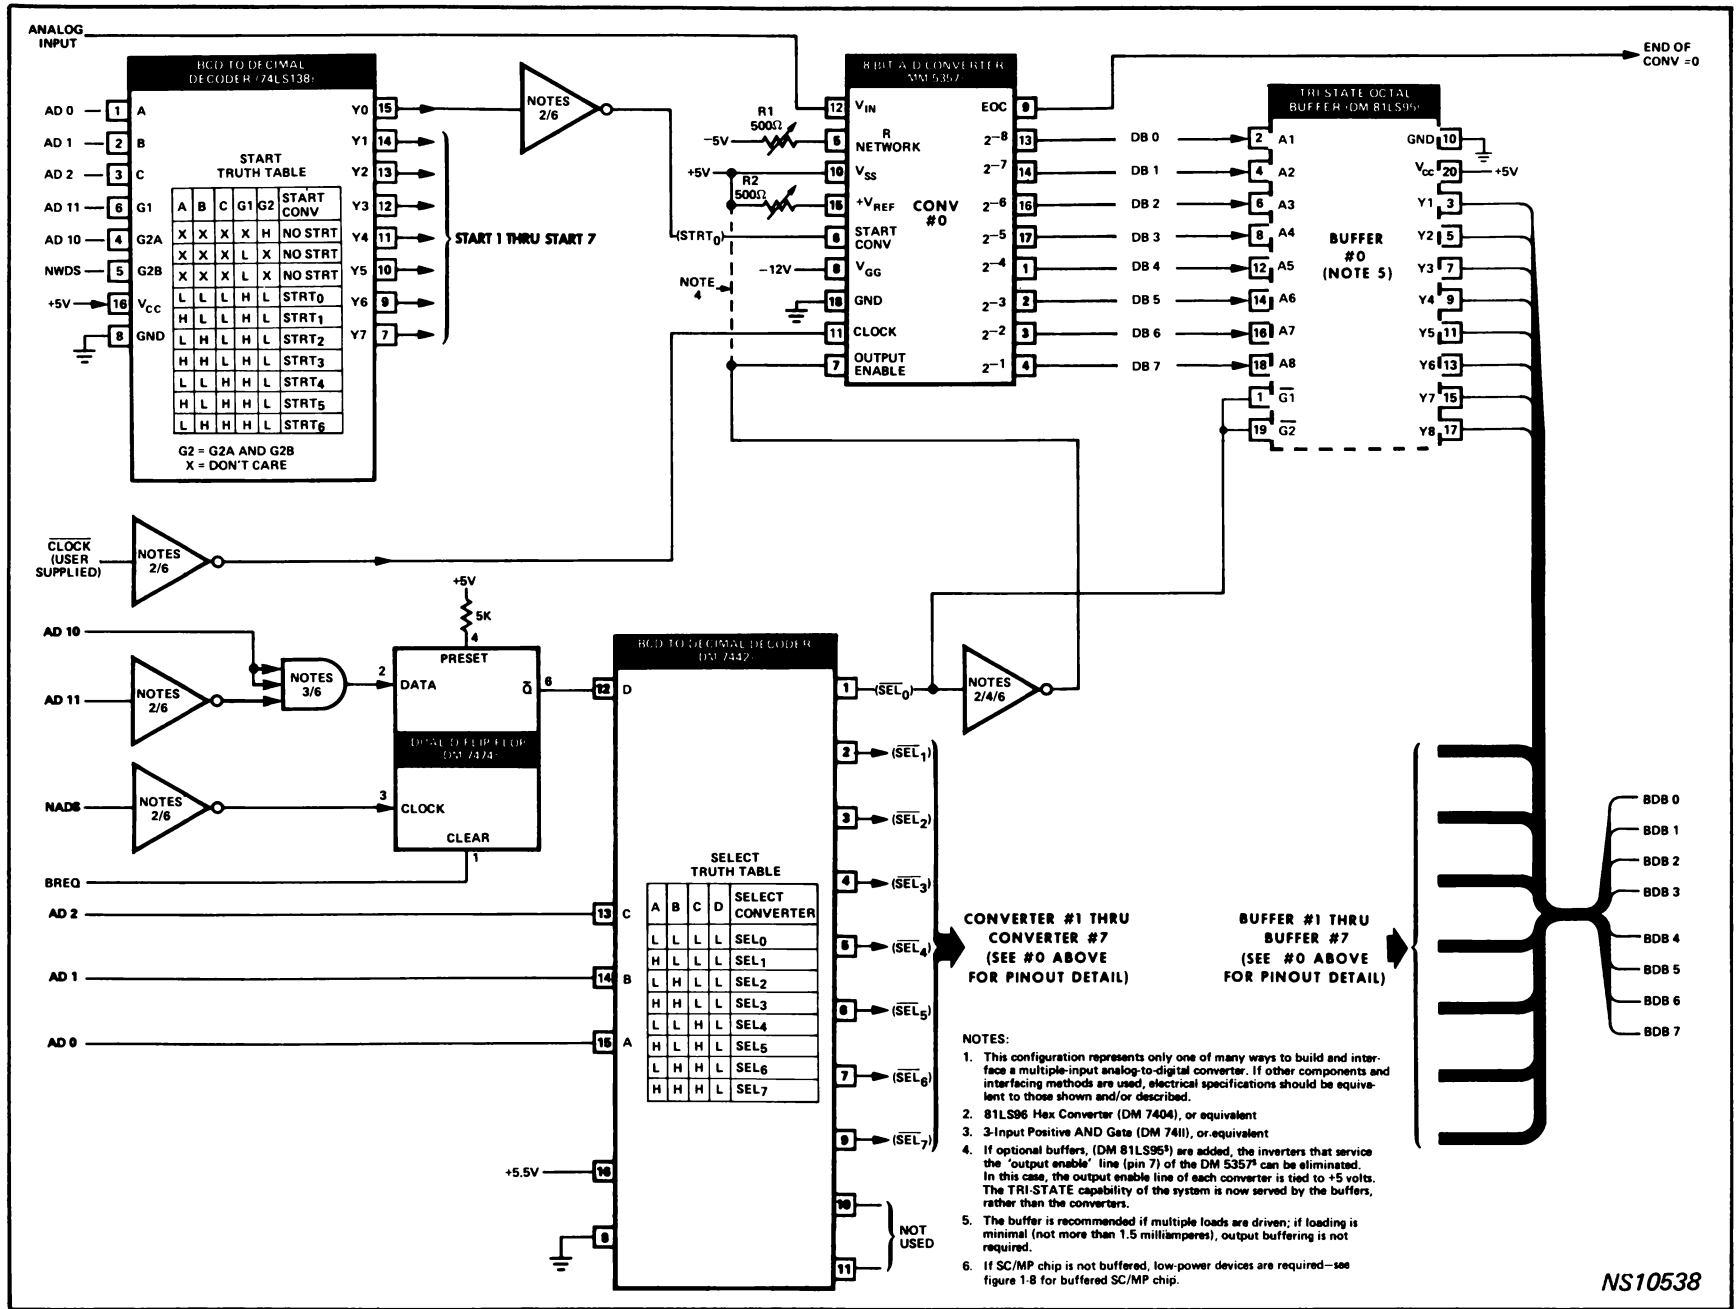 ANALOG
INPUT
BCD TO DECIMAL
DECODER (74LS138)
AD 0
1
A
Y0
15
AD 1
2
B
Y1
14
AD 2
3
C
Y2
13
AD 11
6
G1
Y3
12
AD 10
4
G2A
Y4
11
NWDS
5
G2B
Y5
10
+5V
16
VCC
Y6
9
8
GND
Y7
7
START
TRUTH TABLE
A B C G1 G2 START CONV
X X X X H NO STRT
X X X L X NO STRT
X X X L X NO STRT
L L L H L STRT0
H L L H L STRT1
L H L H L STRT2
H H L H L STRT3
L L H H L STRT4
H L H H L STRT5
L H H H L STRT6
G2 = G2A AND G2B
X = DON'T CARE
START 1 THRU START 7
NOTES
2/6
8 BIT A-D CONVERTER
MM 5357
12
VIN
EOC
9
END OF
CONV =0
R1
500Ω
-5V
5
R
NETWORK
2-8
13
DB 0
+5V
10
VSS
2-7
14
DB 1
R2
500Ω
15
+VREF
2-6
16
DB 2
CONV
#0
(STRT0)
6
START
CONV
2-5
17
DB 3
-12V
8
VGG
2-4
1
DB 4
NOTE
4
18
GND
2-3
2
DB 5
11
CLOCK
2-2
3
DB 6
7
OUTPUT
ENABLE
2-1
4
DB 7
TRI STATE OCTAL
BUFFER (DM 81LS95)
2
A1
GND
10
4
A2
VCC
20
+5V
6
A3
Y1
3
8
A4
Y2
5
12
A5
Y3
7
14
A6
Y4
9
16
A7
Y5
11
18
A8
Y6
13
1
G1
Y7
15
19
G2
Y8
17
BUFFER
#0
(NOTE 5)
CLOCK
(USER
SUPPLIED)
NOTES
2/6
AD 10
AD 11
NOTES
2/6
NOTES
3/6
NADS
NOTES
2/6
BREQ
+5V
5K
4
PRESET
2
DATA
Q
6
DUAL D FLIP FLOP
DM 7474
3
CLOCK
CLEAR
1
AD 2
AD 1
AD 0
BCD TO DECIMAL DECODER
DM 7442
12
D
13
C
14
B
15
A
+5.5V
16
8
SELECT
TRUTH TABLE
A B C D SELECT CONVERTER
L L L L SEL0
H L L L SEL1
L H L L SEL2
H H L L SEL3
L L H L SEL4
H L H L SEL5
L H H L SEL6
H H H L SEL7
1
(SEL0)
NOTES
2/4/6
2
(SEL1)
3
(SEL2)
4
(SEL3)
5
(SEL4)
6
(SEL5)
7
(SEL6)
9
(SEL7)
10
11
NOT
USED
CONVERTER #1 THRU
CONVERTER #7
(SEE #0 ABOVE
FOR PINOUT DETAIL)
BUFFER #1 THRU
BUFFER #7
(SEE #0 ABOVE
FOR PINOUT DETAIL)
BDB 0
BDB 1
BDB 2
BDB 3
BDB 4
BDB 5
BDB 6
BDB 7
NOTES:
1. This configuration represents only one of many ways to build and inter-
face a multiple-input analog-to-digital converter. If other components and
interfacing methods are used, electrical specifications should be equiva-
lent to those shown and/or described.
2. 81LS96 Hex Converter (DM 7404), or equivalent
3. 3-Input Positive AND Gate (DM 7411), or equivalent
4. If optional buffers, (DM 81LS95s) are added, the inverters that service
the 'output enable' line (pin 7) of the DM 5357s can be eliminated.
In this case, the output enable line of each converter is tied to +5 volts.
The TRI-STATE capability of the system is now served by the buffers,
rather than the converters.
5. The buffer is recommended if multiple loads are driven; if loading is
minimal (not more than 1.5 milliamperes), output buffering is not
required.
6. If SC/MP chip is not buffered, low-power devices are required—see
figure 1-8 for buffered SC/MP chip.
NS10538